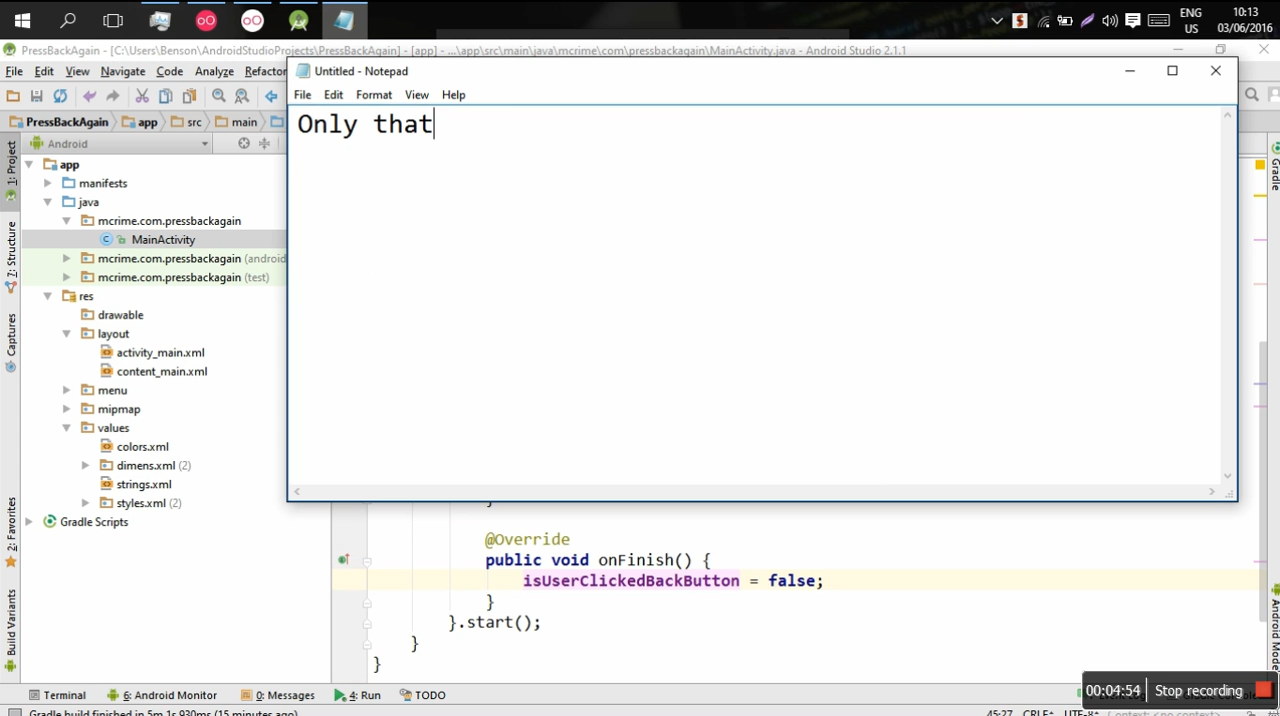 ENG
US
10:13
03/06/2016
PressBackAgain - [C:\Users\Benson\AndroidStudioProjects\PressBackAgain] - [app] - ...\app\src\main\java\mcrime\com\pressbackagain\MainActivity.java - Android Studio 2.1.1
File Edit View Navigate Code Analyze Refactor
PressBackAgain app src main
Untitled - Notepad
File Edit Format View Help
Only that
Android
1: Project
7: Structure
Captures
2: Favorites
Build Variants
app
manifests
java
mcrime.com.pressbackagain
MainActivity
mcrime.com.pressbackagain (android
mcrime.com.pressbackagain (test)
res
drawable
layout
activity_main.xml
content_main.xml
menu
mipmap
values
colors.xml
dimens.xml (2)
strings.xml
styles.xml (2)
Gradle Scripts
}
@Override
public void onFinish() {
isUserClickedBackButton = false;
}
}.start();
}
}
Gradle
Android Mode
Terminal 6: Android Monitor 0: Messages 4: Run TODO
00:04:54 Stop recording
Gradle build finished in 5m 1s 930ms (15 minutes ago)
45:27 CRLF UTF-8 Context: <no context>